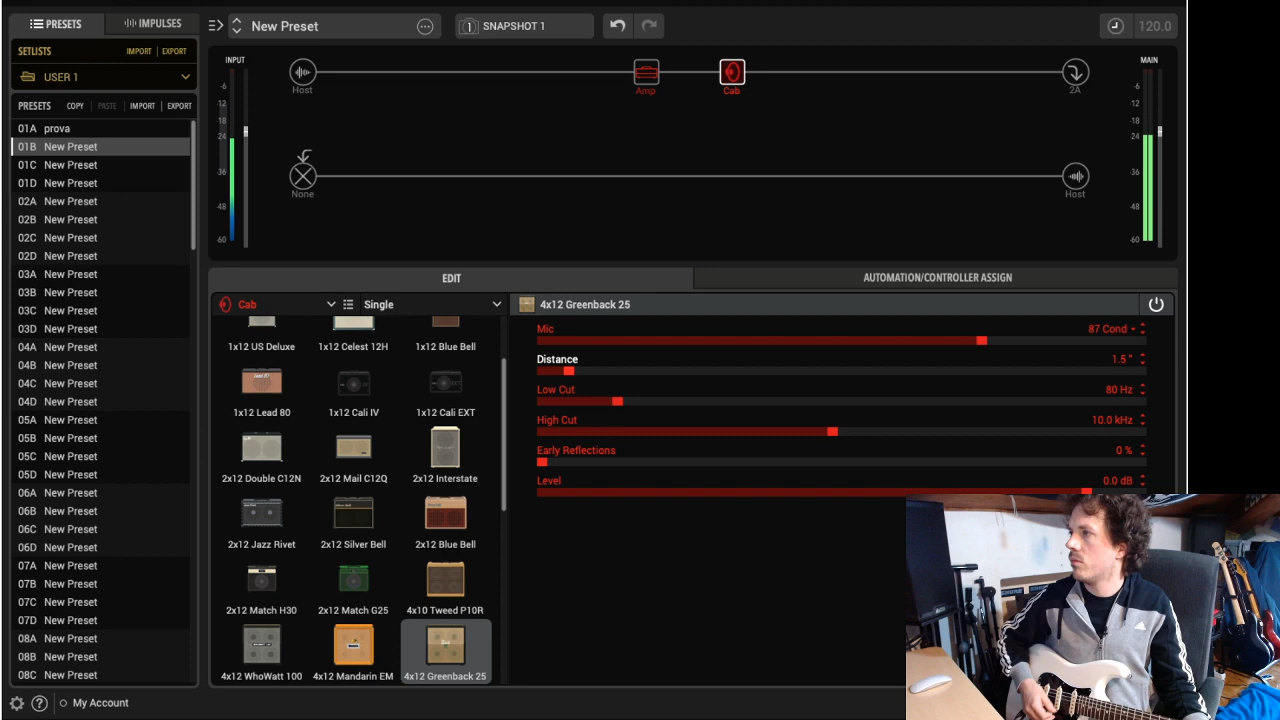 PRESETS
IMPULSES
New Preset
SNAPSHOT 1
120.0
SETLISTS
IMPORT | EXPORT
USER 1
PRESETS COPY | PASTE | IMPORT | EXPORT
01A prova
01B New Preset
01C New Preset
01D New Preset
02A New Preset
02B New Preset
02C New Preset
02D New Preset
03A New Preset
03B New Preset
03C New Preset
03D New Preset
04A New Preset
04B New Preset
04C New Preset
04D New Preset
05A New Preset
05B New Preset
05C New Preset
05D New Preset
06A New Preset
06B New Preset
06C New Preset
06D New Preset
07A New Preset
07B New Preset
07C New Preset
07D New Preset
08A New Preset
08B New Preset
08C New Preset
My Account
INPUT
-6
-12
-18
-24
-36
-48
-60
Host
Amp
Cab
2A
None
Host
MAIN
-6
-12
-18
-24
-36
-48
-60
EDIT
AUTOMATION/CONTROLLER ASSIGN
Cab
Single
1x12 US Deluxe
1x12 Celest 12H
1x12 Blue Bell
1x12 Lead 80
1x12 Cali IV
1x12 Cali EXT
2x12 Double C12N
2x12 Mail C12Q
2x12 Interstate
2x12 Jazz Rivet
2x12 Silver Bell
2x12 Blue Bell
2x12 Match H30
2x12 Match G25
4x10 Tweed P10R
4x12 WhoWatt 100
4x12 Mandarin EM
4x12 Greenback 25
4x12 Greenback 25
Mic 87 Cond
Distance 1.5 "
Low Cut 80 Hz
High Cut 10.0 kHz
Early Reflections 0 %
Level 0.0 dB
adidas